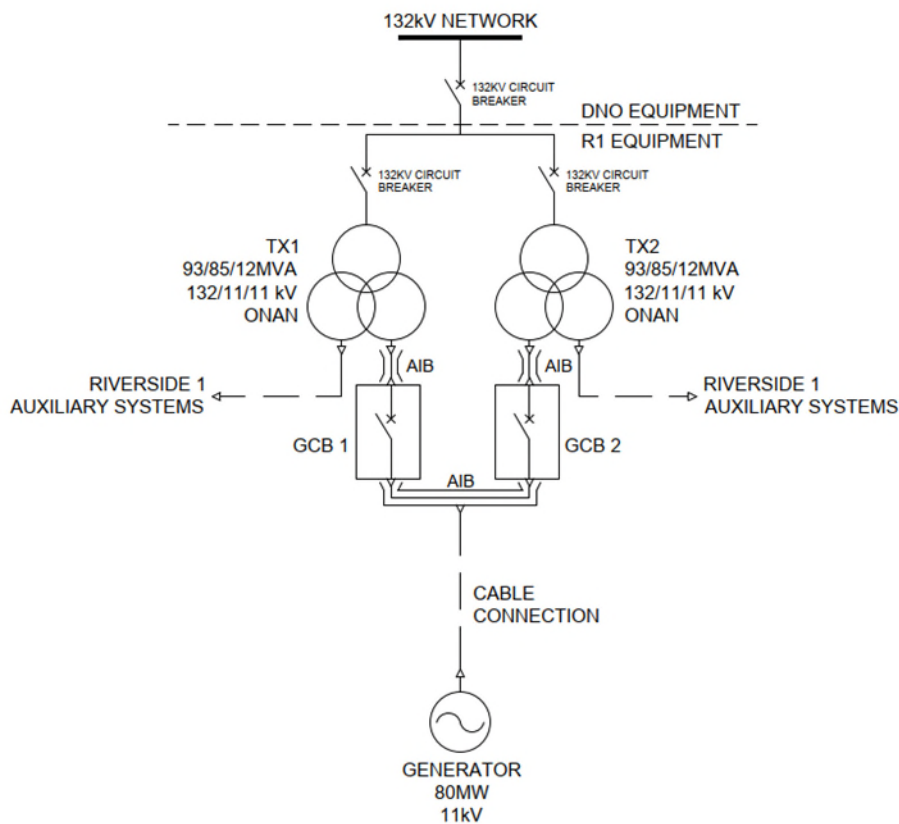 132kV NETWORK
132KV CIRCUIT
BREAKER
DNO EQUIPMENT
R1 EQUIPMENT
132KV CIRCUIT
BREAKER
132KV CIRCUIT
BREAKER
TX1
93/85/12MVA
132/11/11 kV
ONAN
TX2
93/85/12MVA
132/11/11 kV
ONAN
AIB
AIB
RIVERSIDE 1
AUXILIARY SYSTEMS
RIVERSIDE 1
AUXILIARY SYSTEMS
GCB 1
GCB 2
AIB
CABLE
CONNECTION
GENERATOR
80MW
11kV